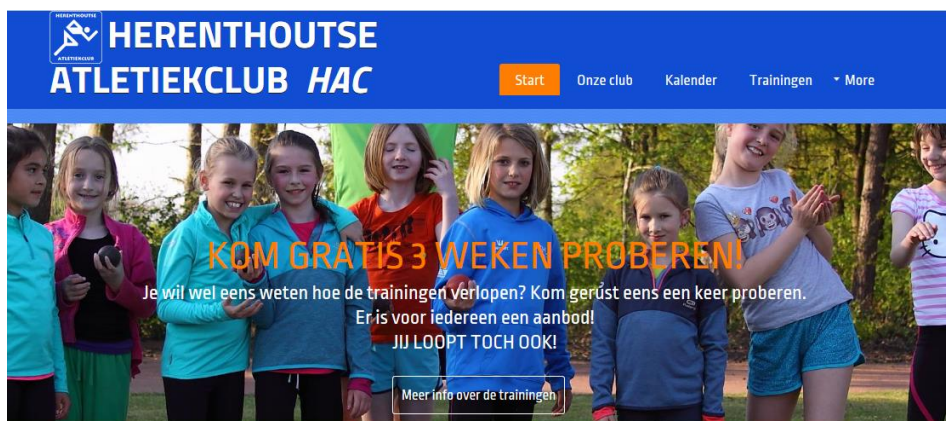 HERENTHOUTSE
ATLETIEKCLUB
HERENTHOUTSE
ATLETIEKCLUB HAC
Start
Onze club
Kalender
Trainingen
More
KOM GRATIS 3 WEKEN PROBEREN!
Je wil wel eens weten hoe de trainingen verlopen? Kom gerust eens een keer proberen.
Er is voor iedereen een aanbod!
JIJ LOOPT TOCH OOK!
Meer info over de trainingen